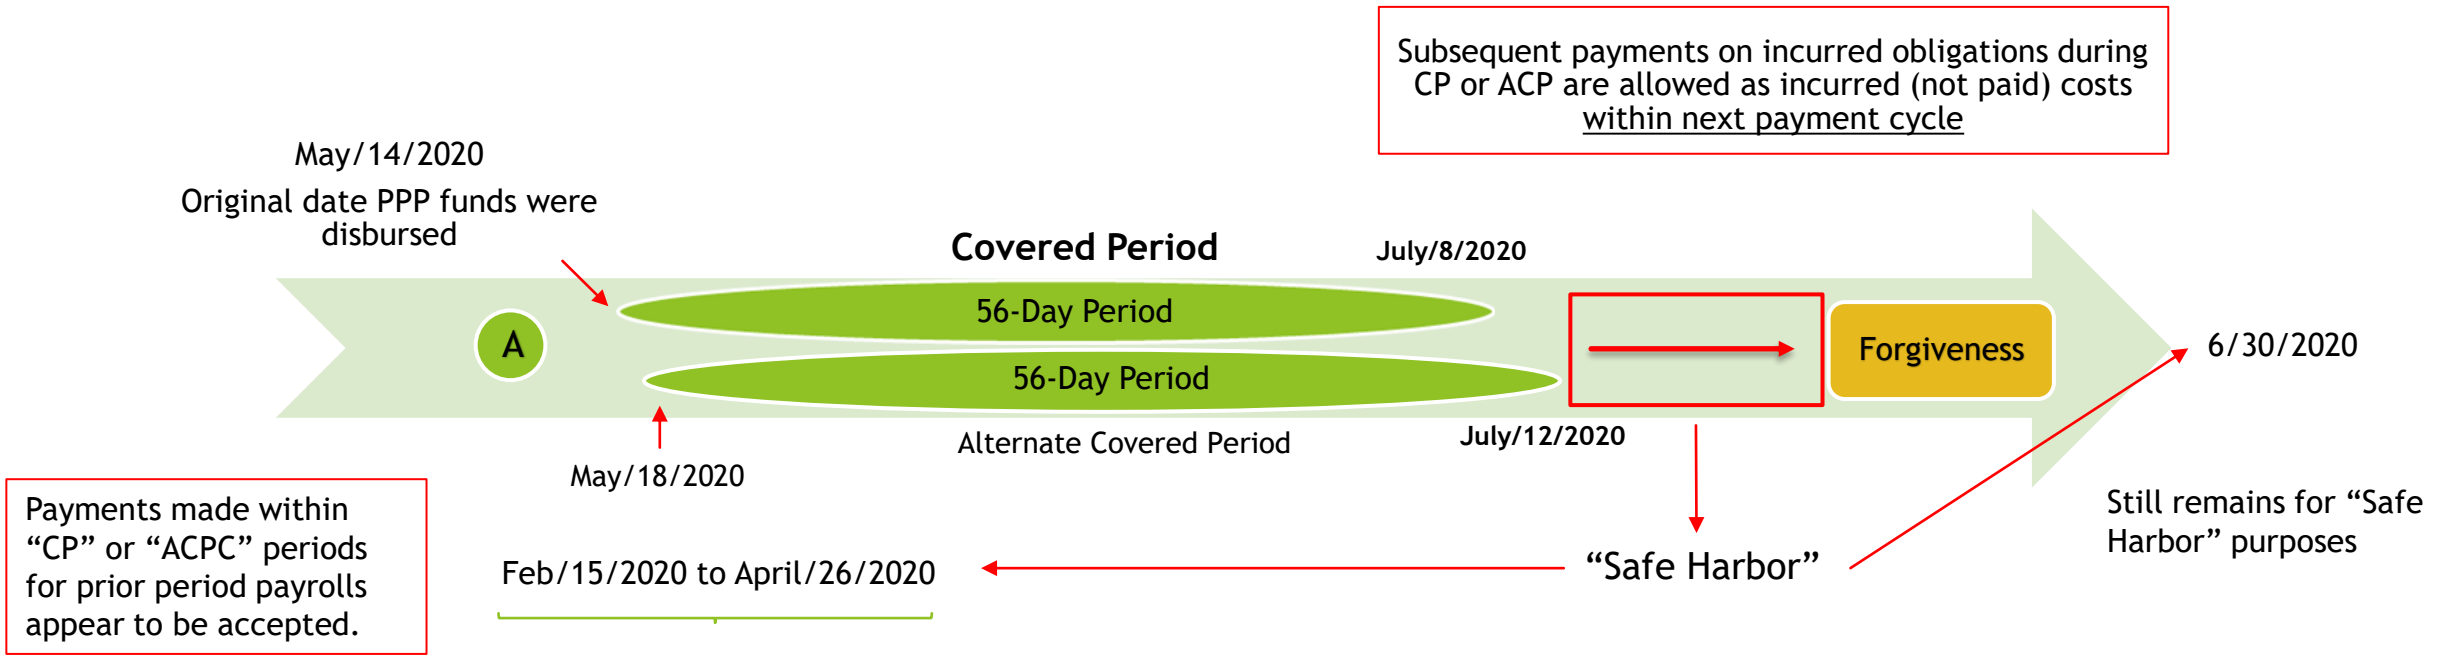 Subsequent payments on incurred obligations during
CP or ACP are allowed as incurred (not paid) costs
within next payment cycle
May/14/2020
Original date PPP funds were
disbursed
Covered Period
July/8/2020
56-Day Period
A
Forgiveness
6/30/2020
56-Day Period
Alternate Covered Period
July/12/2020
May/18/2020
Payments made within
“CP” or “ACPC” periods
for prior period payrolls
appear to be accepted.
Still remains for “Safe
Harbor” purposes
Feb/15/2020 to April/26/2020
“Safe Harbor”